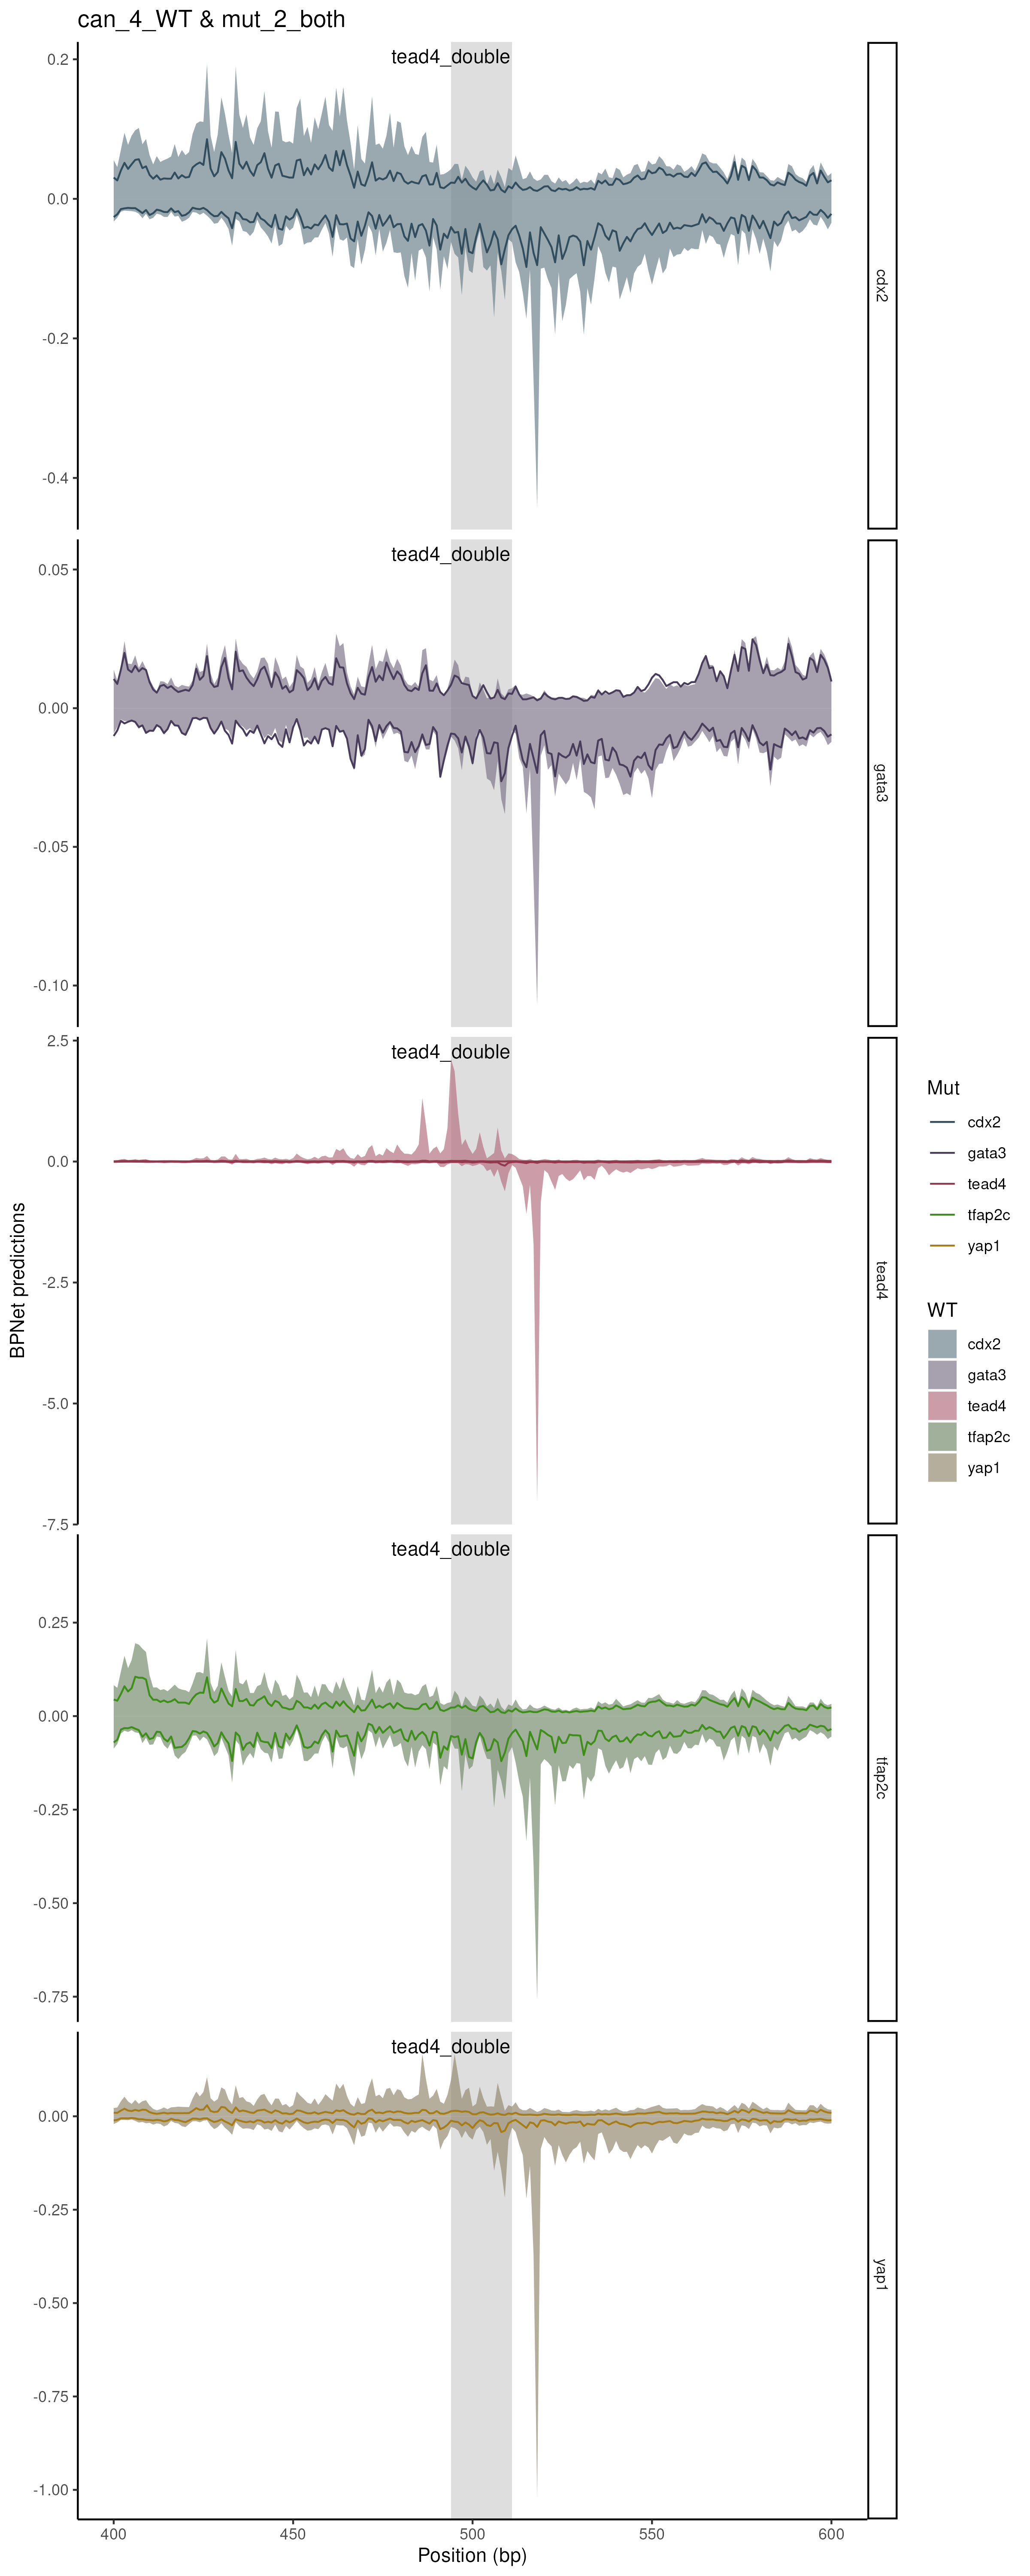 can_4_WT & mut_2_both
tead4_double
0.2
0.0
-0.2
-0.4
cdx2
tead4_double
0.05
0.00
-0.05
-0.10
gata3
tead4_double
2.5
0.0
-2.5
-5.0
-7.5
tead4
tead4_double
0.25
0.00
-0.25
-0.50
-0.75
tfap2c
tead4_double
0.00
-0.25
-0.50
-0.75
-1.00
yap1
400 450 500 550 600
Position (bp)
BPNet predictions
Mut
cdx2
gata3
tead4
tfap2c
yap1
WT
cdx2
gata3
tead4
tfap2c
yap1